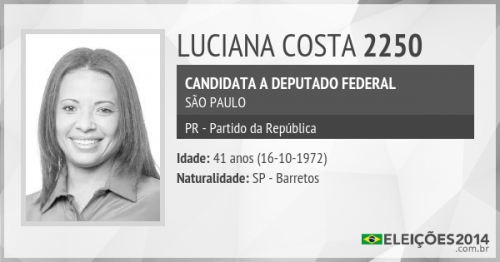 LUCIANA COSTA 2250
CANDIDATA A DEPUTADO FEDERAL
SÃO PAULO
PR - Partido da República
Idade: 41 anos (16-10-1972)
Naturalidade: SP - Barretos
ELEIÇÕES2014
.com.br